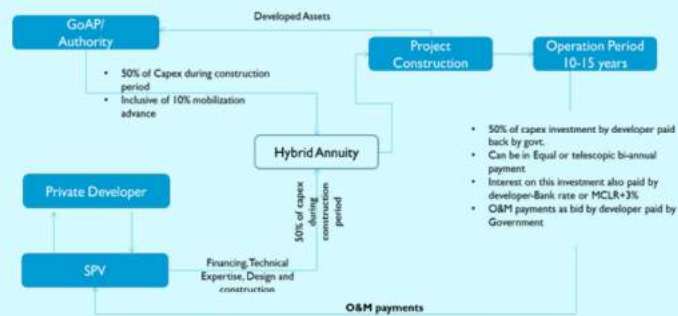 Developed Assets
GoAP/
Authority
Project
Construction
Operation Period
10-15 years
• 50% of Capex during construction
period
• Inclusive of 10% mobilization
advance
Hybrid Annuity
• 50% of capex investment by developer paid
back by govt.
• Can be in Equal or telescopic bi-annual
payment
• Interest on this investment also paid by
developer-Bank rate or MCLR+3%
• O&M payments as bid by developer paid by
Government
Private Developer
50% of capex
during
construction
period
SPV
Financing, Technical
Expertise, Design and
construction
O&M payments